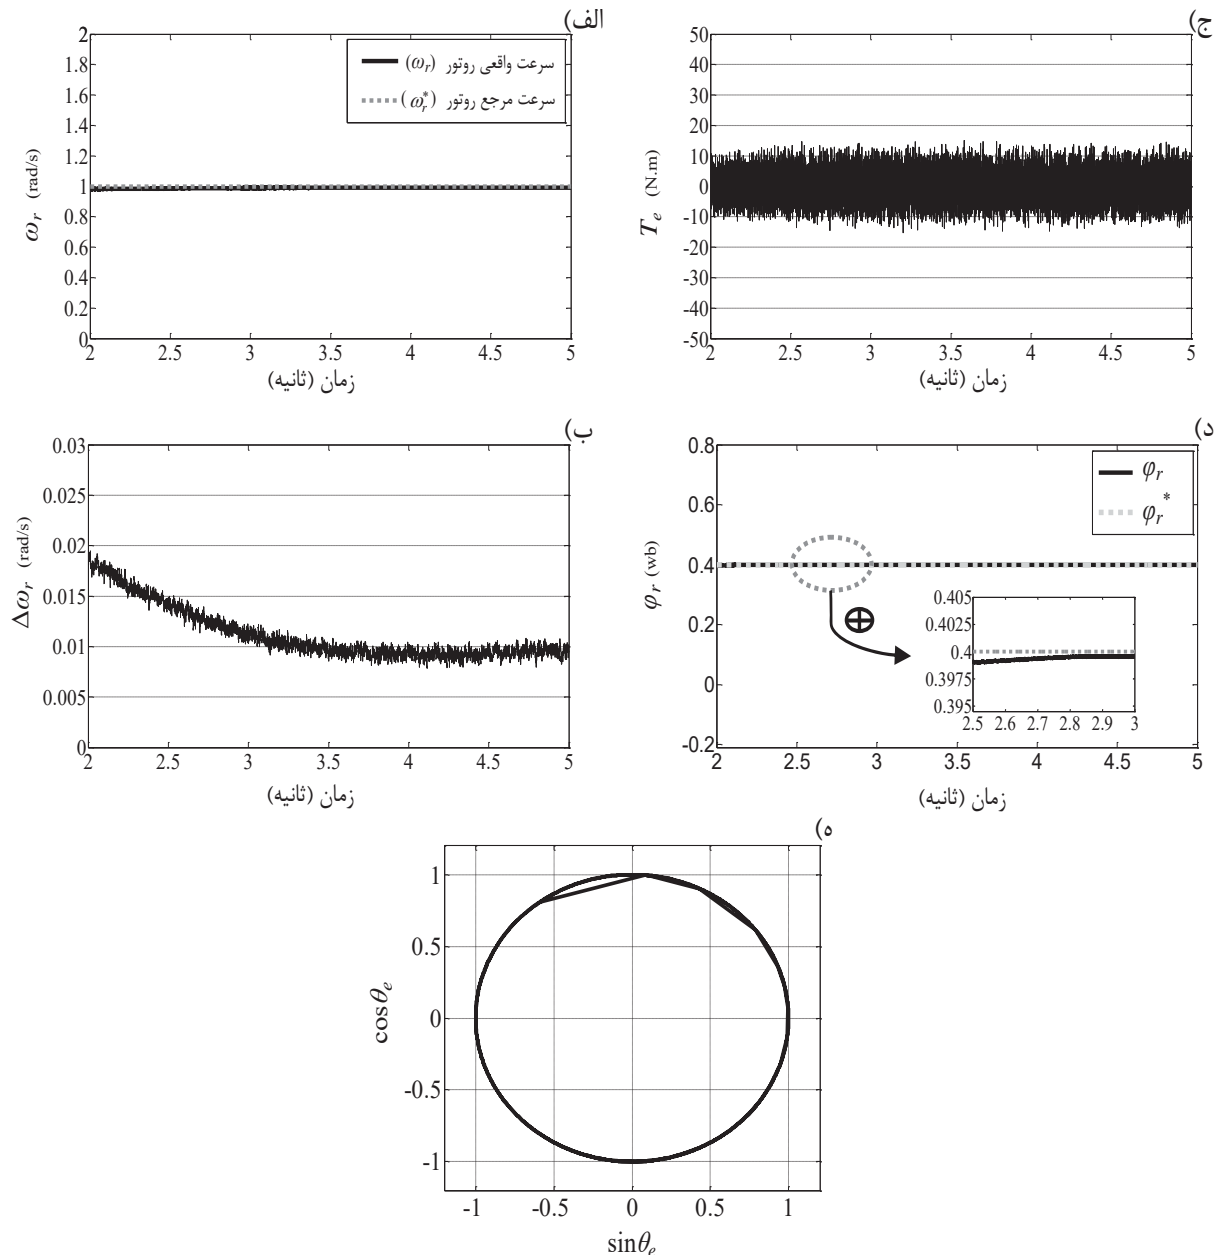 الف)
2
1.8
1.6
1.4
1.2
1
0.8
0.6
0.4
0.2
0
ω_r (rad/s)
سرعت واقعی روتور (ω_r)
سرعت مرجع روتور (ω_r^*)
2 2.5 3 3.5 4 4.5 5
زمان (ثانیه)
ج)
50
40
30
20
10
0
-10
-20
-30
-40
-50
T_e (N.m)
2 2.5 3 3.5 4 4.5 5
زمان (ثانیه)
ب)
0.03
0.025
0.02
0.015
0.01
0.005
0
Δω_r (rad/s)
2 2.5 3 3.5 4 4.5 5
زمان (ثانیه)
د)
0.8
0.6
0.4
0.2
0
-0.2
φ_r (wb)
φ_r
φ_r^*
0.405
0.4025
0.4
0.3975
0.395
2.5 2.6 2.7 2.8 2.9 3
2 2.5 3 3.5 4 4.5 5
زمان (ثانیه)
ه)
1
0.5
0
-0.5
-1
cosθ_e
-1 -0.5 0 0.5 1
sinθ_e